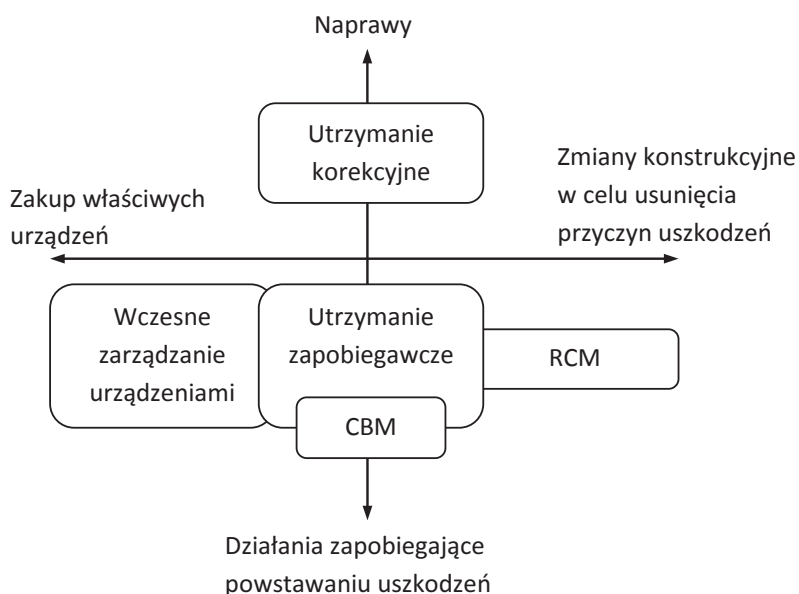 Naprawy
Utrzymanie
korekcyjne
Zmiany konstrukcyjne
w celu usunięcia
przyczyn uszkodzeń
Zakup właściwych
urządzeń
Wczesne
zarządzanie
urządzeniami
Utrzymanie
zapobiegawcze
RCM
CBM
Działania zapobiegające
powstawaniu uszkodzeń